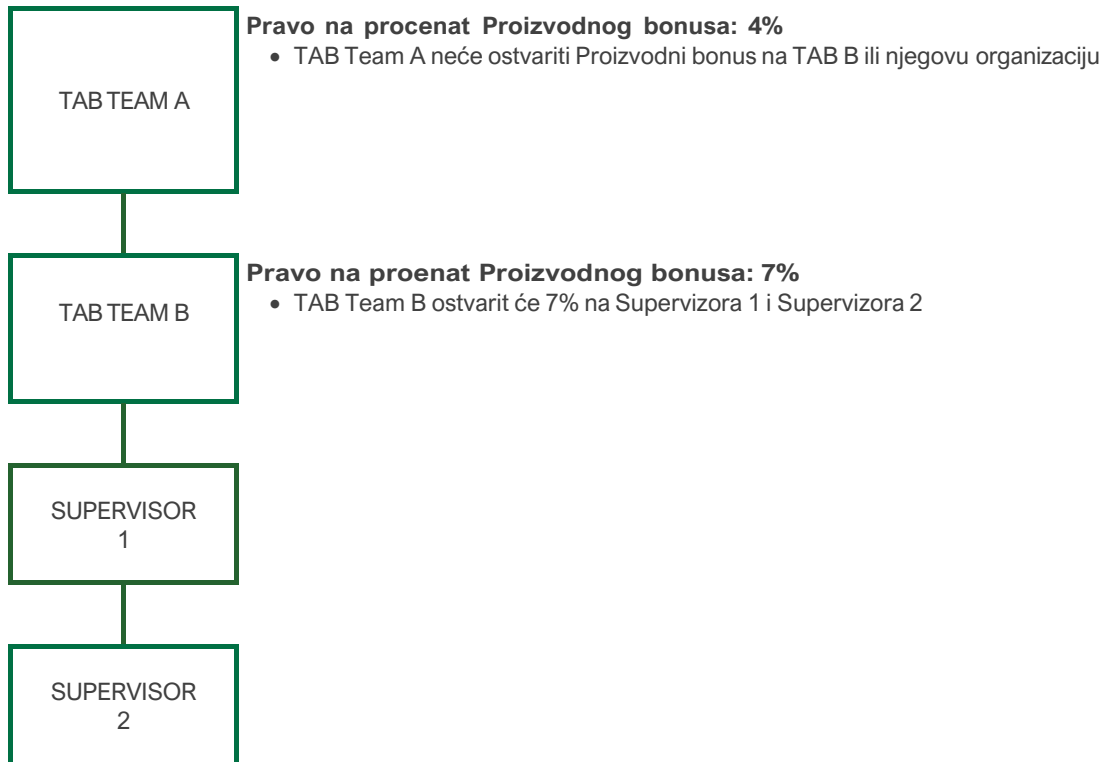 TAB TEAM A
Pravo na procenat Proizvodnog bonusa: 4%
• TAB Team A neće ostvariti Proizvodni bonus na TAB B ili njegovu organizaciju
TAB TEAM B
Pravo na proenat Proizvodnog bonusa: 7%
• TAB Team B ostvarit će 7% na Supervizora 1 i Supervizora 2
SUPERVISOR
1
SUPERVISOR
2